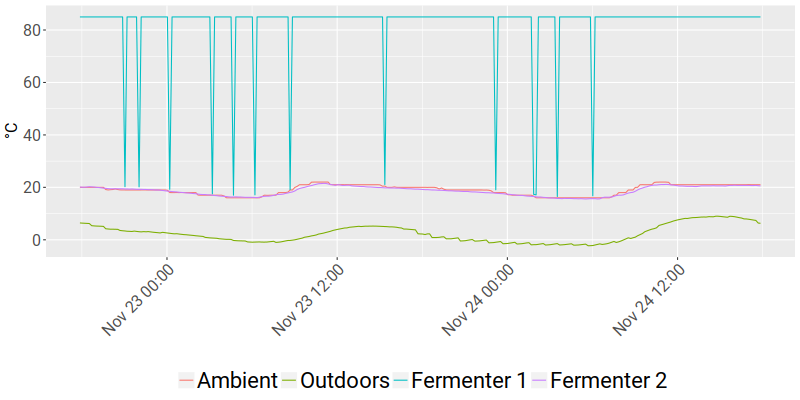 80
60
40
20
0
°C
Nov 23 00:00
Nov 23 12:00
Nov 24 00:00
Nov 24 12:00
Ambient Outdoors Fermenter 1 Fermenter 2